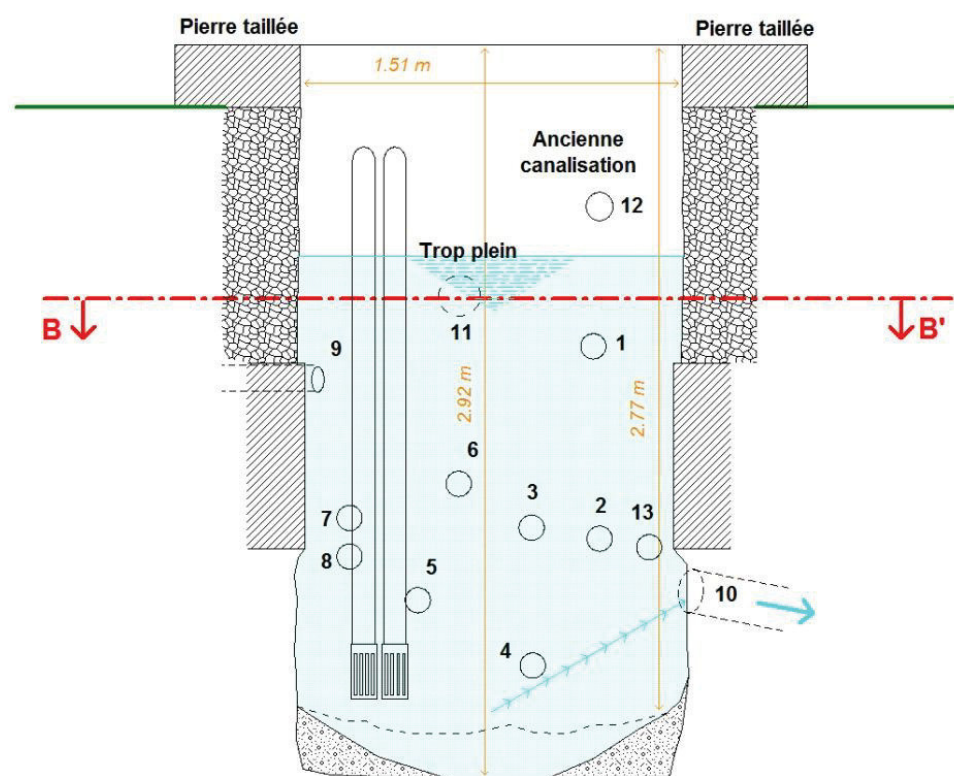 Pierre taillée
Pierre taillée
1.51 m
Ancienne
canalisation
12
Trop plein
B
B'
11
1
9
2.92 m
2.77 m
6
3
2
13
7
8
5
10
4